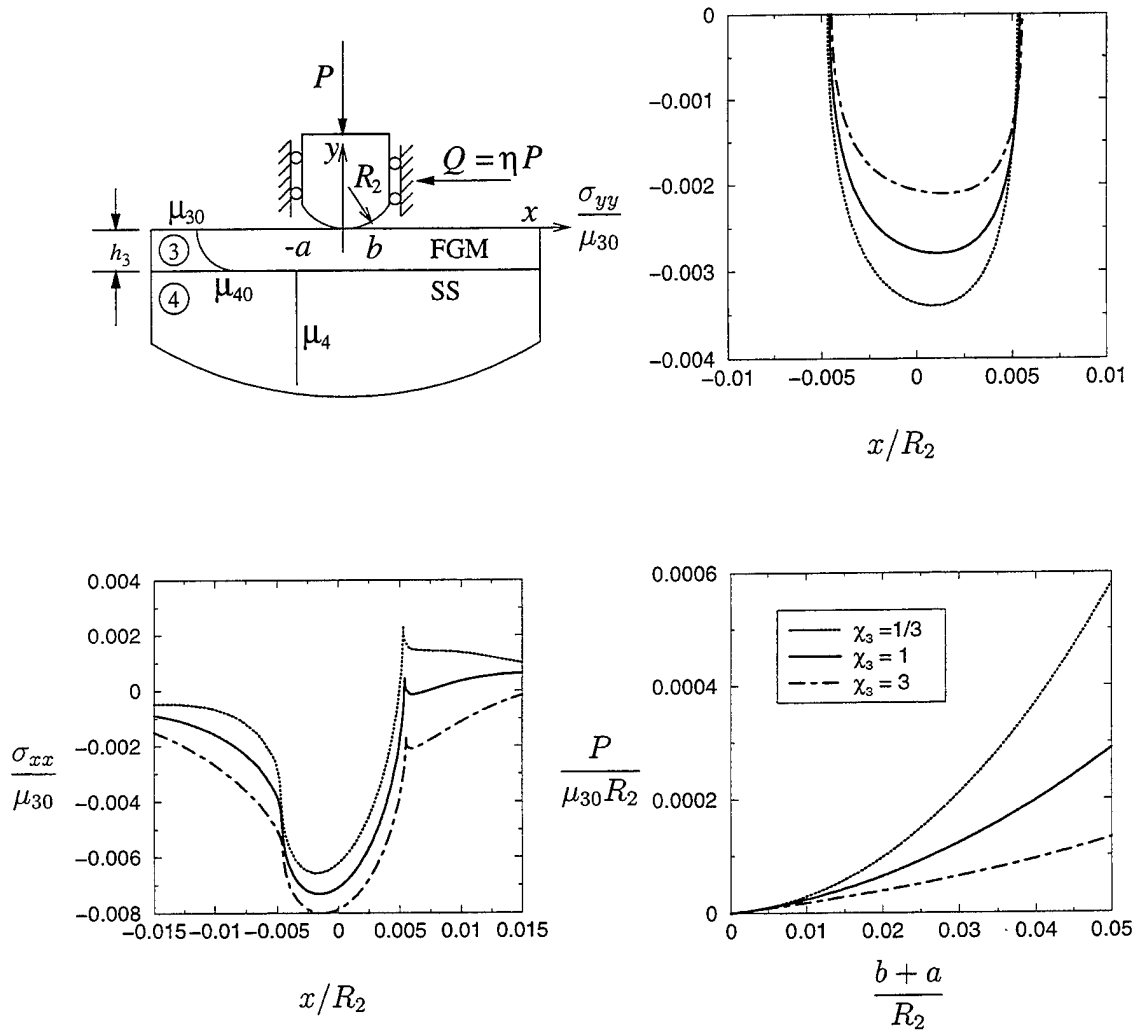 P
y
R₂
Q = ηP
x
μ₃₀
h₃
3
-a
b
FGM
μ₄₀
SS
4
μ₄
0
−0.001
−0.002
−0.003
−0.004
σyy
μ₃₀
−0.01
−0.005
0
0.005
0.01
x/R₂
0.004
0.002
0
−0.002
−0.004
−0.006
−0.008
σxx
μ₃₀
−0.015
−0.01
−0.005
0
0.005
0.01
0.015
x/R₂
0.0006
0.0004
0.0002
0
P
μ₃₀R₂
χ₃ =1/3
χ₃ = 1
χ₃ = 3
0
0.01
0.02
0.03
0.04
0.05
b + a
R₂